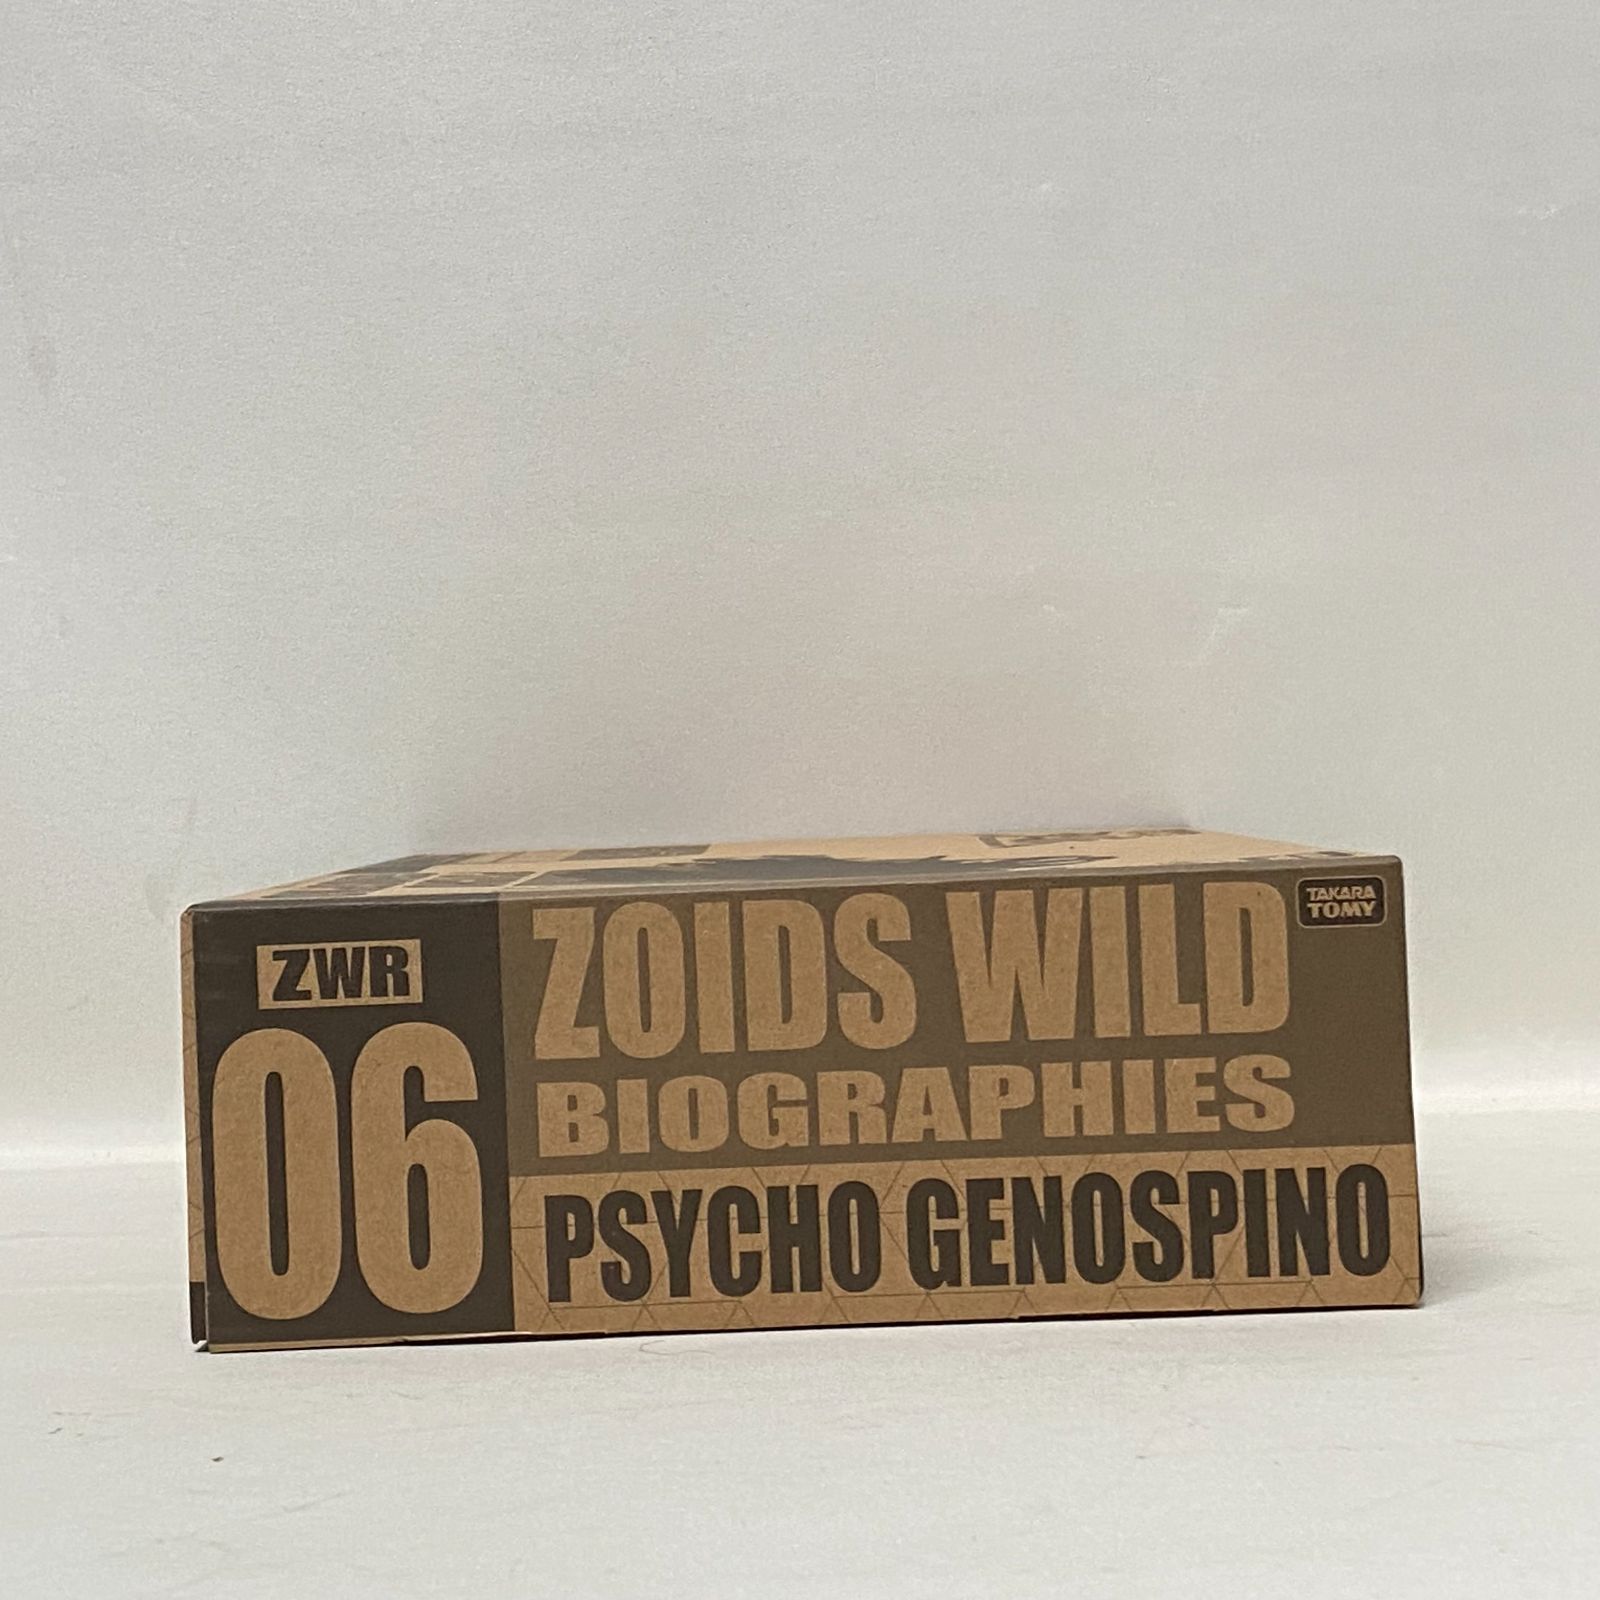 ZWR
06
ZOIDS WILD
BIOGRAPHIES
PSYCHO GENOSPINO
TAKARA
TOMY